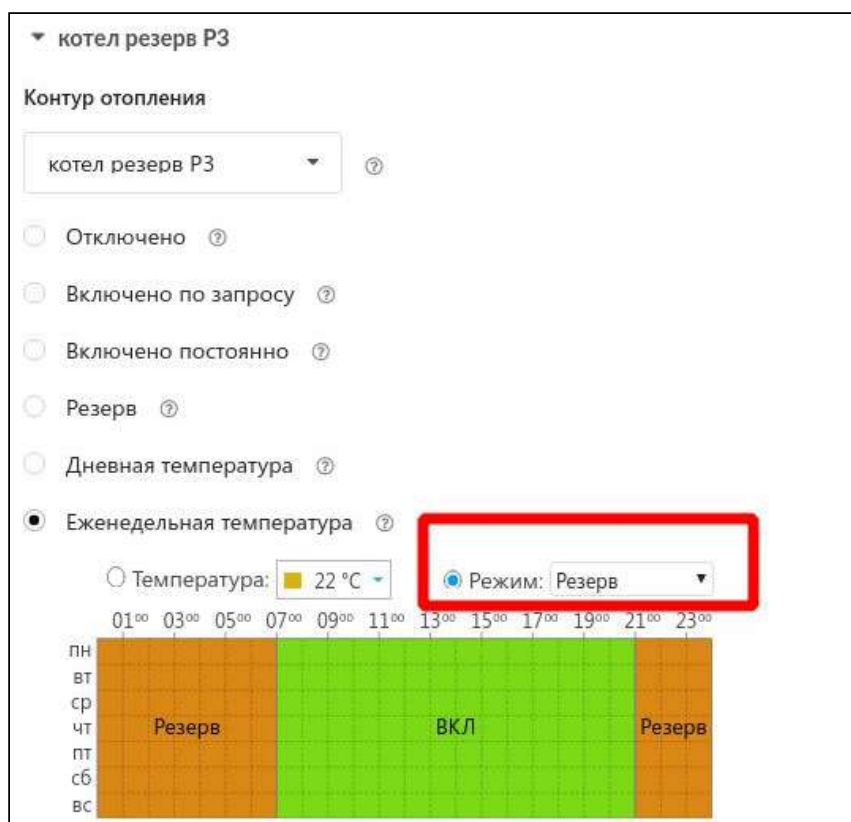 котел резерв Р3
Контур отопления
котел резерв Р3
Отключено
Включено по запросу
Включено постоянно
Резерв
Дневная температура
Еженедельная температура
Температура: 22 °C Режим: Резерв
01⁰⁰ 03⁰⁰ 05⁰⁰ 07⁰⁰ 09⁰⁰ 11⁰⁰ 13⁰⁰ 15⁰⁰ 17⁰⁰ 19⁰⁰ 21⁰⁰ 23⁰⁰
пн
вт
ср
чт Резерв ВКЛ Резерв
пт
сб
вс